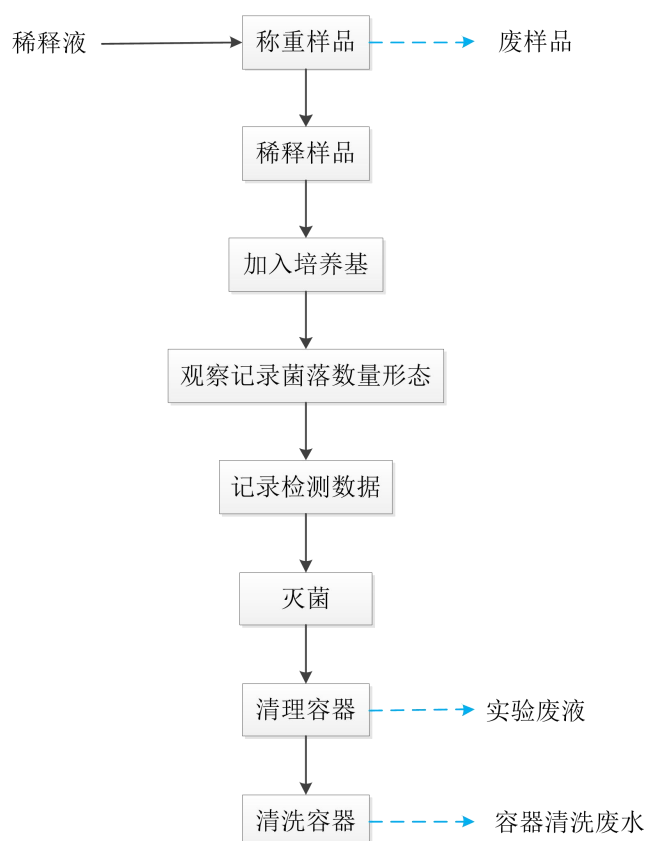 稀释液
称重样品
废样品
稀释样品
加入培养基
观察记录菌落数量形态
记录检测数据
灭菌
清理容器
实验废液
清洗容器
容器清洗废水